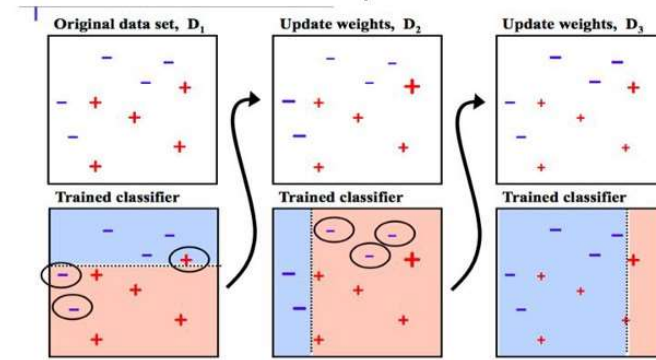 Original data set, D₁
Update weights, D₂
Update weights, D₃
Trained classifier
Trained classifier
Trained classifier